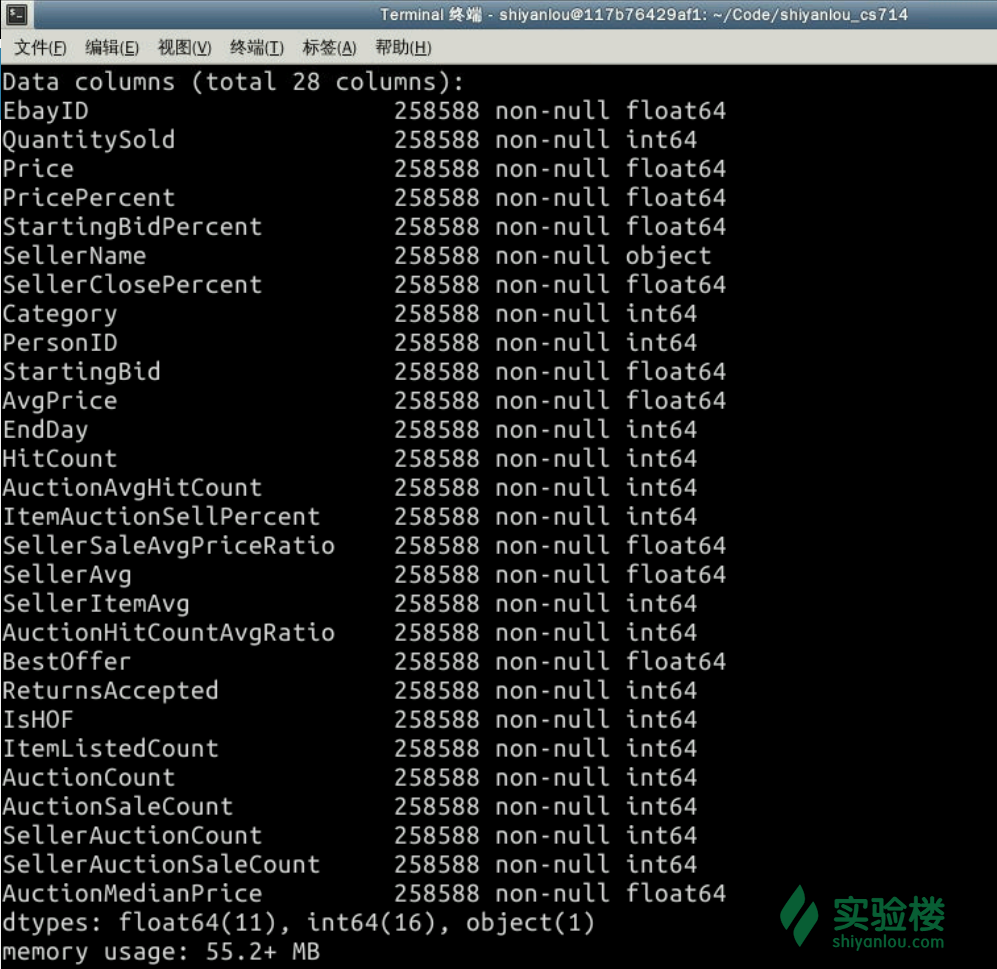 Terminal 终端 - shiyanlou@117b76429af1: ~/Code/shiyanlou_cs714
文件(F) 编辑(E) 视图(V) 终端(T) 标签(A) 帮助(H)
Data columns (total 28 columns):
EbayID 258588 non-null float64
QuantitySold 258588 non-null int64
Price 258588 non-null float64
PricePercent 258588 non-null float64
StartingBidPercent 258588 non-null float64
SellerName 258588 non-null object
SellerClosePercent 258588 non-null float64
Category 258588 non-null int64
PersonID 258588 non-null int64
StartingBid 258588 non-null float64
AvgPrice 258588 non-null float64
EndDay 258588 non-null int64
HitCount 258588 non-null int64
AuctionAvgHitCount 258588 non-null int64
ItemAuctionSellPercent 258588 non-null int64
SellerSaleAvgPriceRatio 258588 non-null float64
SellerAvg 258588 non-null float64
SellerItemAvg 258588 non-null int64
AuctionHitCountAvgRatio 258588 non-null int64
BestOffer 258588 non-null float64
ReturnsAccepted 258588 non-null int64
IsHOF 258588 non-null int64
ItemListedCount 258588 non-null int64
AuctionCount 258588 non-null int64
AuctionSaleCount 258588 non-null int64
SellerAuctionCount 258588 non-null int64
SellerAuctionSaleCount 258588 non-null int64
AuctionMedianPrice 258588 non-null float64
dtypes: float64(11), int64(16), object(1)
memory usage: 55.2+ MB
实验楼
shiyanlou.com